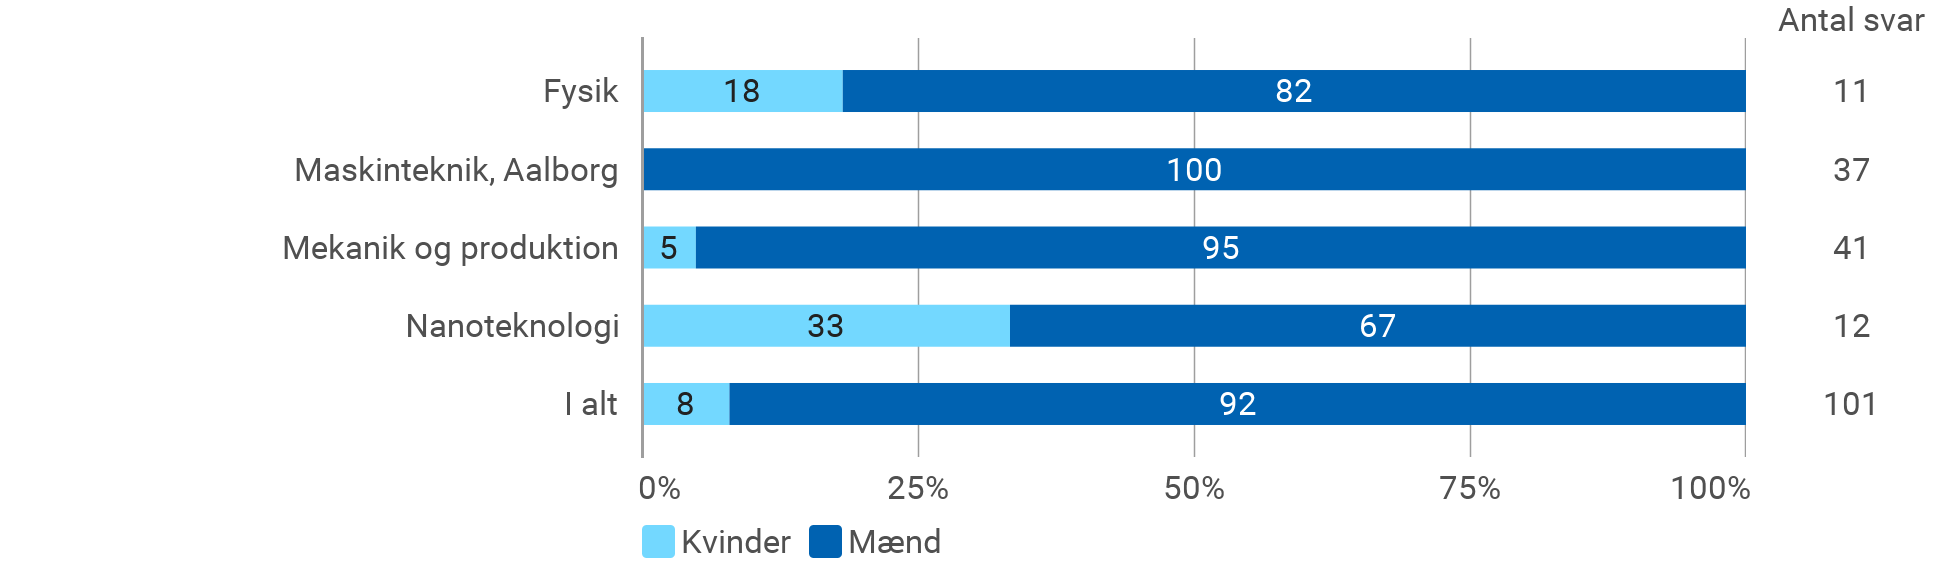 Antal svar
Fysik 18 82 11
Maskinteknik, Aalborg 100 37
Mekanik og produktion 5 95 41
Nanoteknologi 33 67 12
I alt 8 92 101
0% 25% 50% 75% 100%
Kvinder Mænd